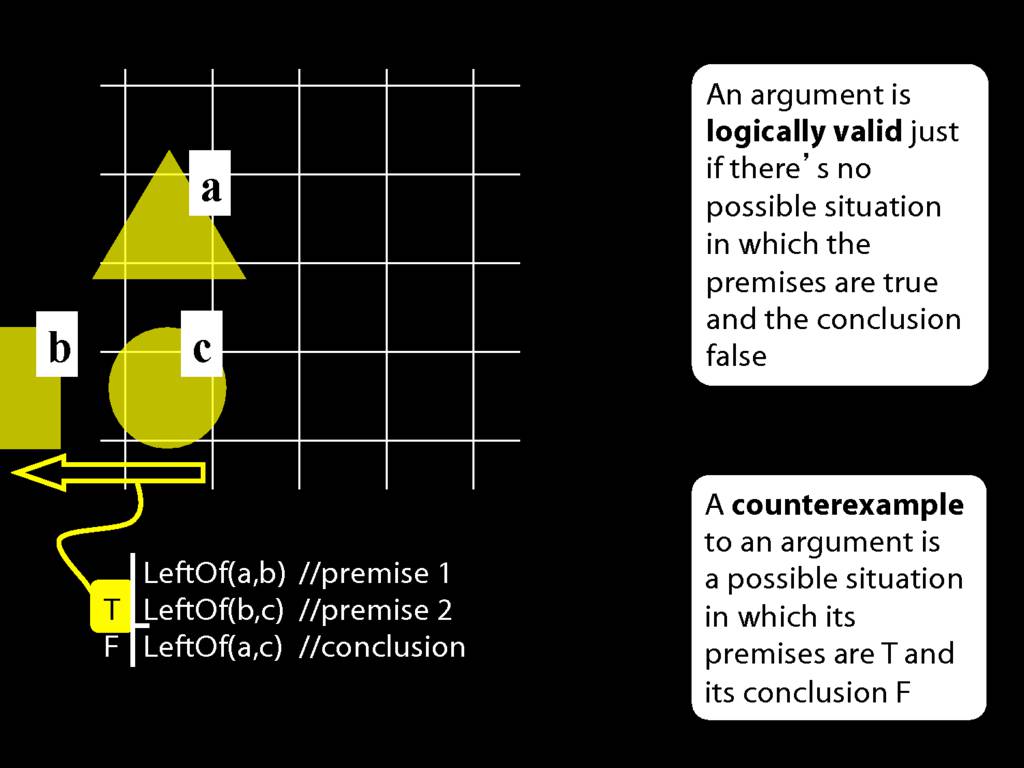 a
b
c
LeftOf(a,b) //premise 1
T LeftOf(b,c) //premise 2
F LeftOf(a,c) //conclusion
An argument is
logically valid just
if there’s no
possible situation
in which the
premises are true
and the conclusion
false
A counterexample
to an argument is
a possible situation
in which its
premises are T and
its conclusion F